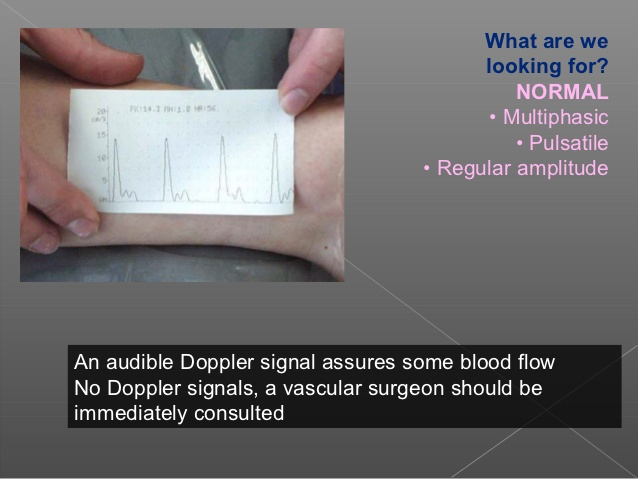 What are we
looking for?
NORMAL
• Multiphasic
• Pulsatile
• Regular amplitude
PK:14.3 MN:1.0 HR:56.
20
cm/s
15
10
5
An audible Doppler signal assures some blood flow
No Doppler signals, a vascular surgeon should be
immediately consulted